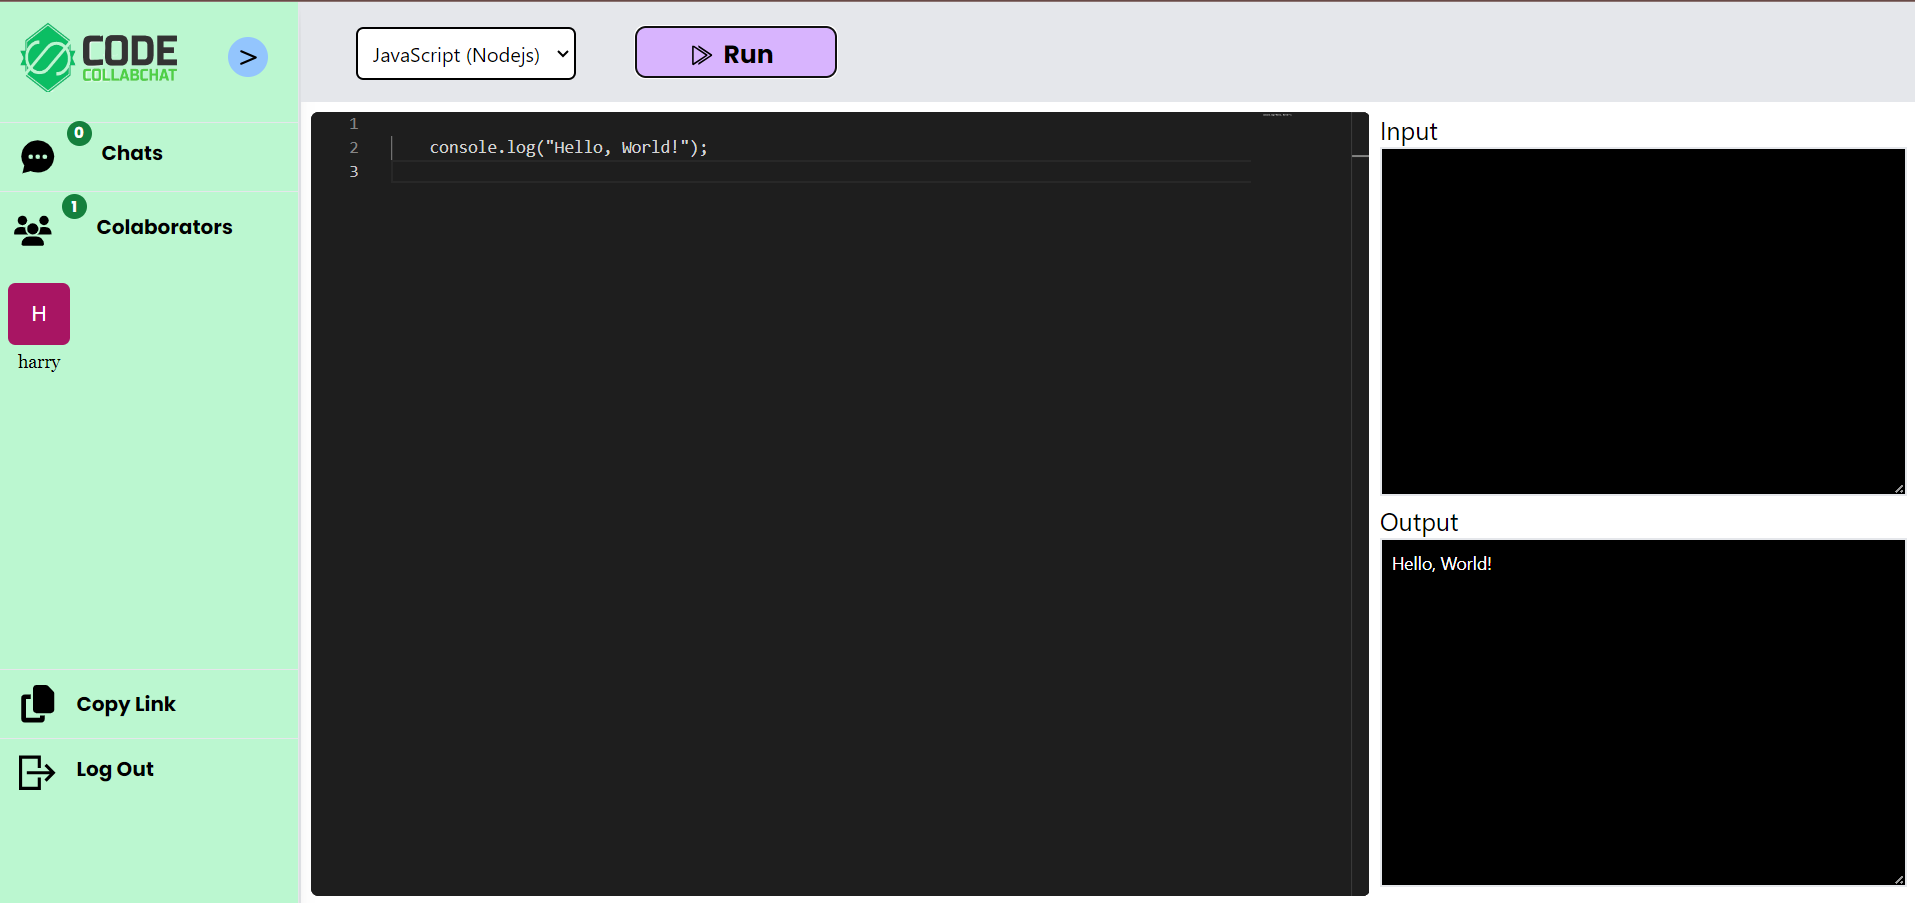 CODE
COLLABCHAT
>
0
Chats
1
Colaborators
H
harry
Copy Link
Log Out
JavaScript (Nodejs)
Run
1
2 console.log("Hello, World!");
3
Input
Output
Hello, World!